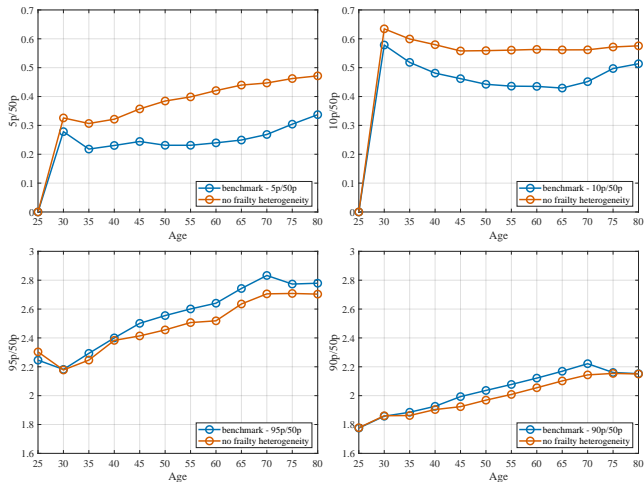 0.7
0.6
0.5
0.4
0.3
0.2
0.1
0
5p/50p
benchmark - 5p/50p
no frailty heterogeneity
25 30 35 40 45 50 55 60 65 70 75 80
Age
0.7
0.6
0.5
0.4
0.3
0.2
0.1
0
10p/50p
benchmark - 10p/50p
no frailty heterogeneity
25 30 35 40 45 50 55 60 65 70 75 80
Age
3
2.8
2.6
2.4
2.2
2
1.8
1.6
95p/50p
benchmark - 95p/50p
no frailty heterogeneity
25 30 35 40 45 50 55 60 65 70 75 80
Age
3
2.8
2.6
2.4
2.2
2
1.8
1.6
90p/50p
benchmark - 90p/50p
no frailty heterogeneity
25 30 35 40 45 50 55 60 65 70 75 80
Age